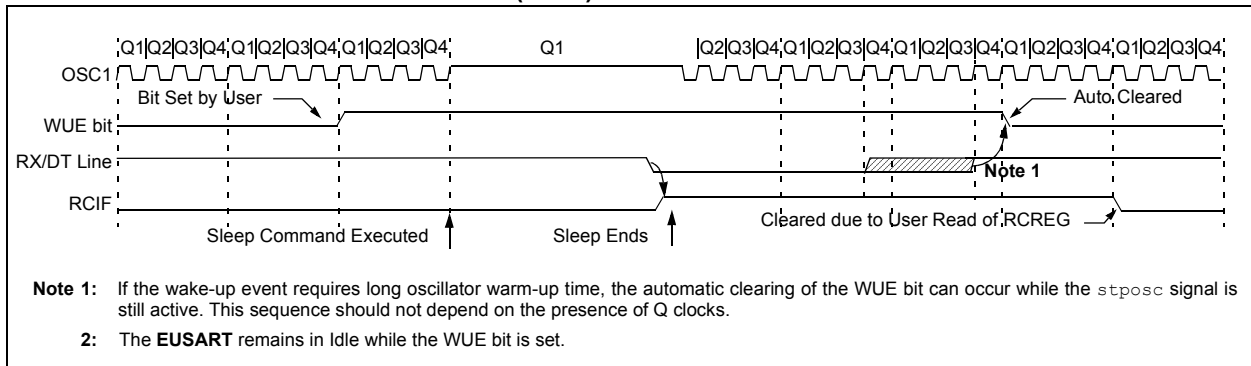 Q1|Q2|Q3|Q4 Q1|Q2|Q3|Q4 Q1|Q2|Q3|Q4 Q1 |Q2|Q3|Q4 Q1|Q2|Q3|Q4 Q1|Q2|Q3|Q4 Q1|Q2|Q3|Q4 Q1|Q2|Q3|Q4
OSC1
Bit Set by User Auto Cleared
WUE bit
RX/DT Line
Note 1
RCIF
Cleared due to User Read of RCREG
Sleep Command Executed Sleep Ends
Note 1: If the wake-up event requires long oscillator warm-up time, the automatic clearing of the WUE bit can occur while the stposc signal is
still active. This sequence should not depend on the presence of Q clocks.
2: The EUSART remains in Idle while the WUE bit is set.